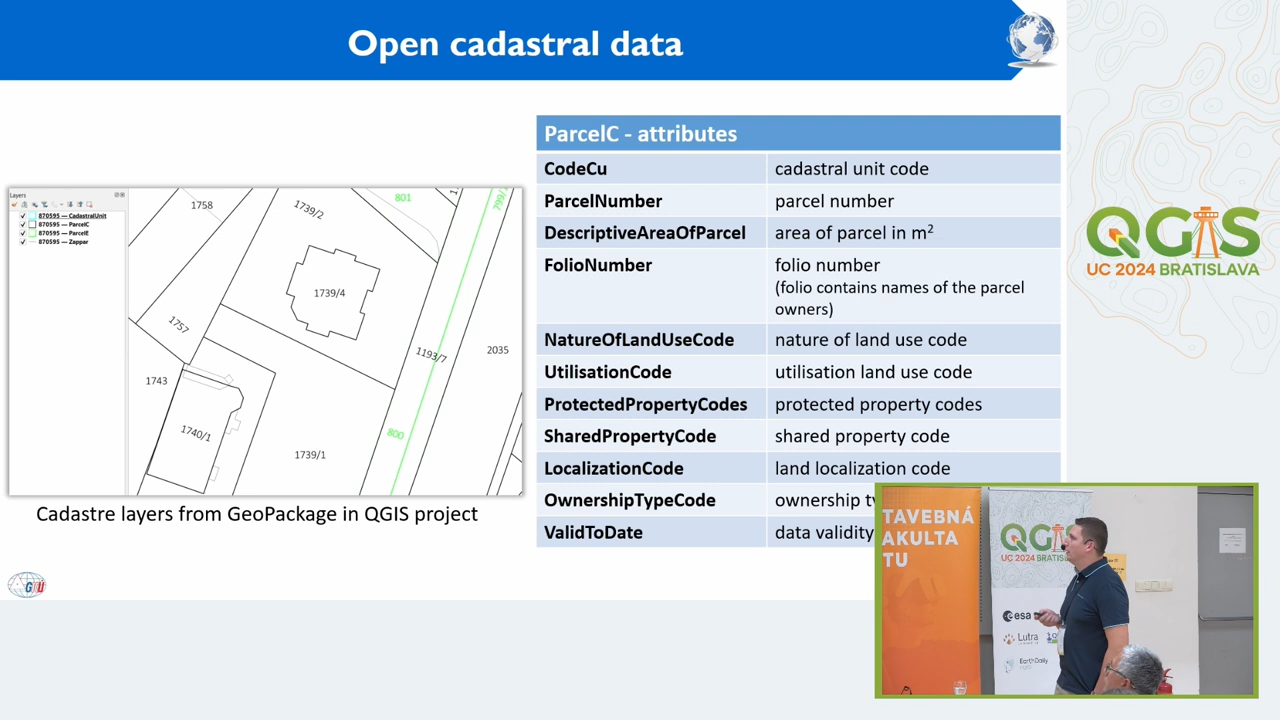 Open cadastral data
ParcelC - attributes
CodeCu cadastral unit code
ParcelNumber parcel number
DescriptiveAreaOfParcel area of parcel in m²
FolioNumber folio number
(folio contains names of the parcel
owners)
NatureOfLandUseCode nature of land use code
UtilisationCode utilisation land use code
ProtectedPropertyCodes protected property codes
SharedPropertyCode shared property code
LocalizationCode land localization code
OwnershipTypeCode ownership ty
ValidToDate data validity
Layers
870595 — CadastralUnit
870595 — ParcelC
870595 — ParcelE
870595 — Zappar
1758
1739/2
801
1739/4
1757
1193/7
2035
1743
1740/1
800
1739/1
Cadastre layers from GeoPackage in QGIS project
QGIS
UC 2024 BRATISLAVA
TAVEBNÁ
AKULTA
TU
QGIS
UC 2024 BRATISLAVA
esa
Lutra
EarthDaily